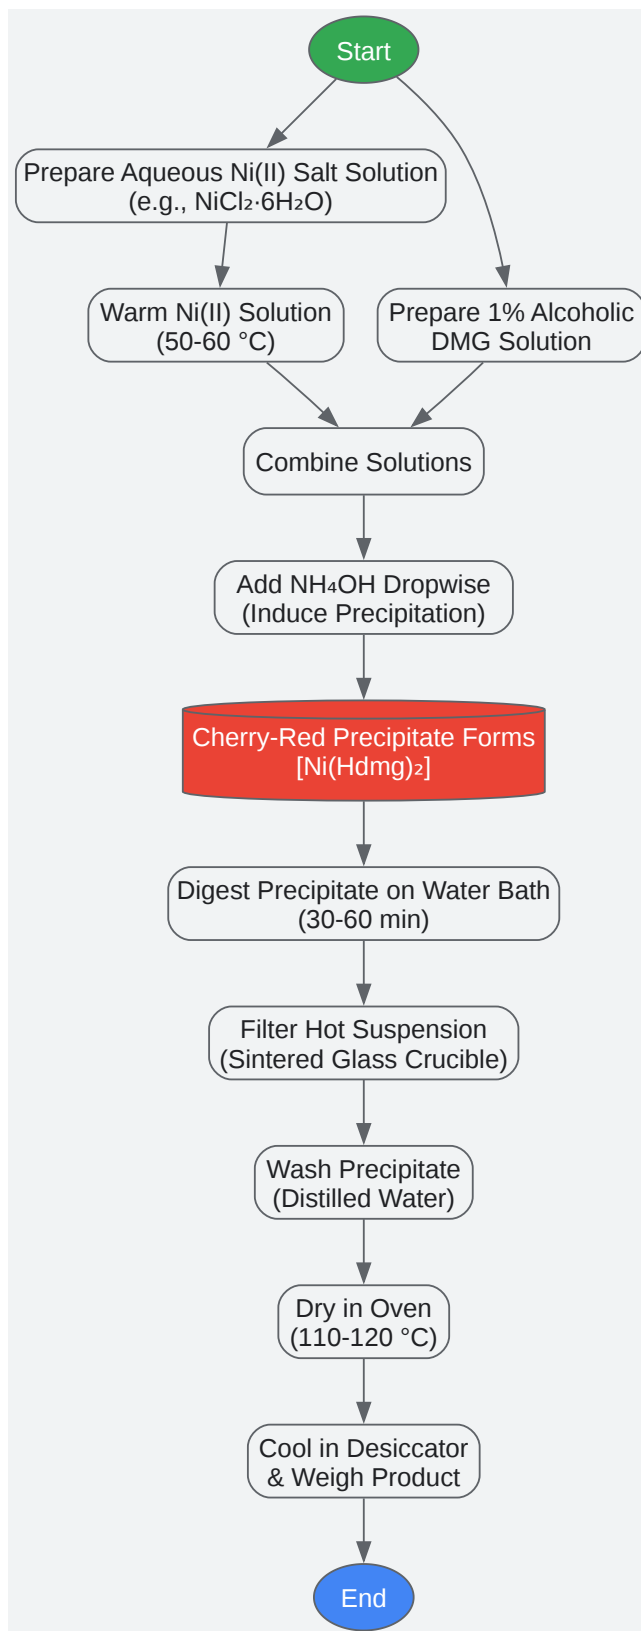 Start
Prepare Aqueous Ni(II) Salt Solution
(e.g., NiCl₂·6H₂O)
Warm Ni(II) Solution
(50-60 °C)
Prepare 1% Alcoholic
DMG Solution
Combine Solutions
Add NH₄OH Dropwise
(Induce Precipitation)
Cherry-Red Precipitate Forms
[Ni(Hdmg)₂]
Digest Precipitate on Water Bath
(30-60 min)
Filter Hot Suspension
(Sintered Glass Crucible)
Wash Precipitate
(Distilled Water)
Dry in Oven
(110-120 °C)
Cool in Desiccator
& Weigh Product
End